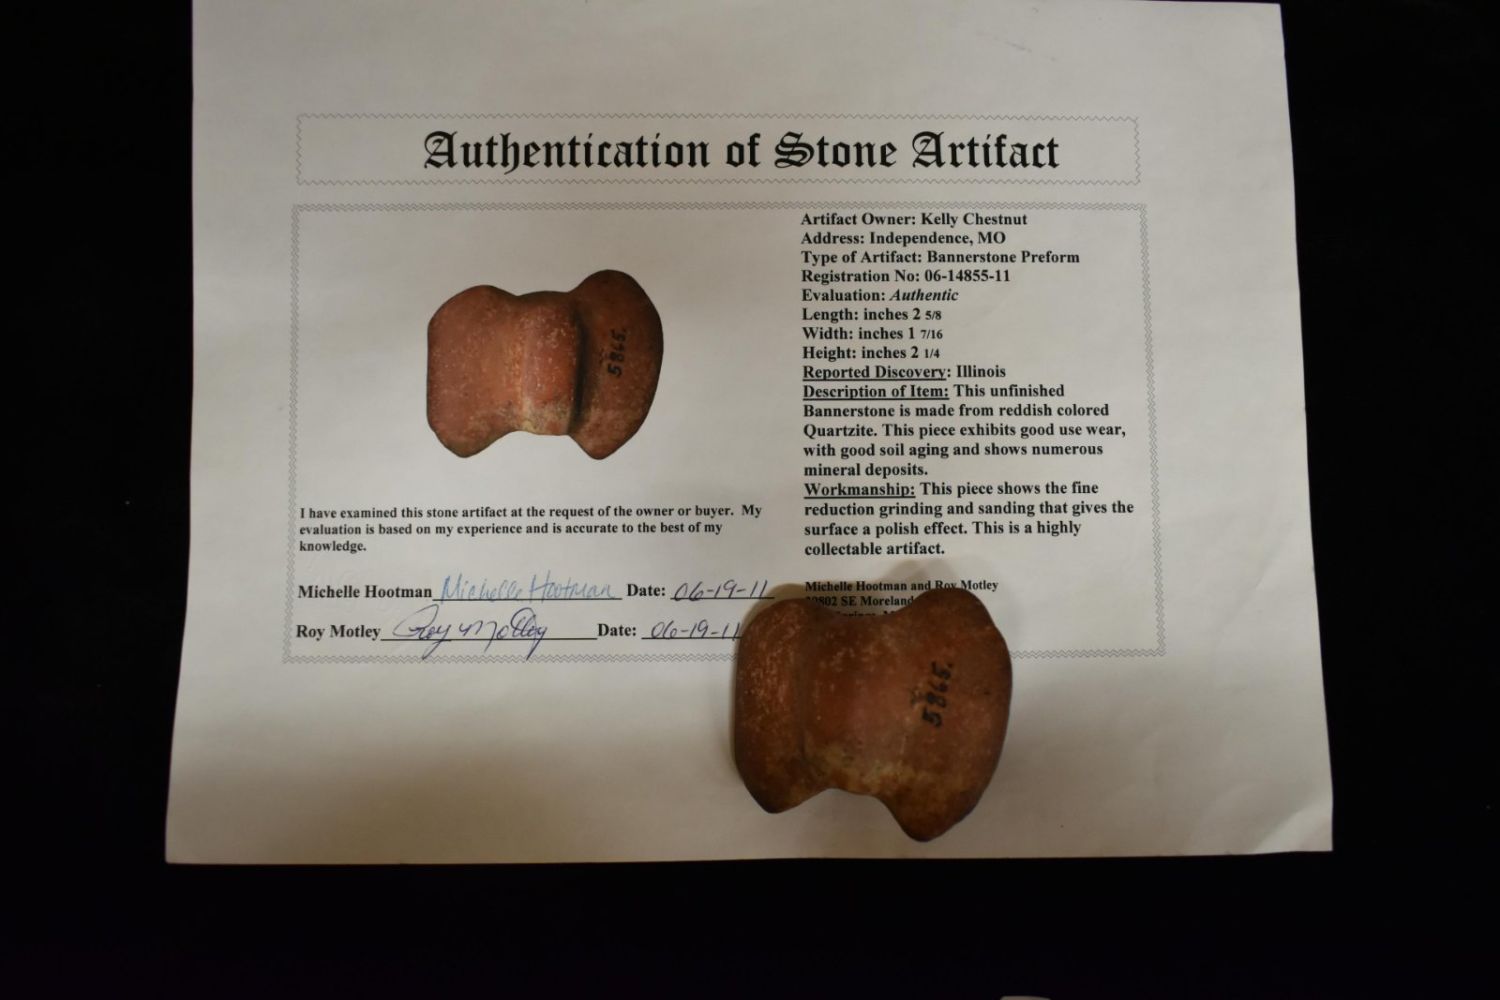 Authentication of Stone Artifact
5865.
Artifact Owner: Kelly Chestnut
Address: Independence, MO
Type of Artifact: Bannerstone Preform
Registration No: 06-14855-11
Evaluation: Authentic
Length: inches 2 5/8
Width: inches 1 7/16
Height: inches 2 1/4
Reported Discovery: Illinois
Description of Item: This unfinished
Bannerstone is made from reddish colored
Quartzite. This piece exhibits good use wear,
with good soil aging and shows numerous
mineral deposits.
Workmanship: This piece shows the fine
reduction grinding and sanding that gives the
surface a polish effect. This is a highly
collectable artifact.
I have examined this stone artifact at the request of the owner or buyer. My
evaluation is based on my experience and is accurate to the best of my
knowledge.
Michelle Hootman Michelle Hootman Date: 06-19-11
Roy Motley Roy Motley Date: 06-19-11
Michelle Hootman and Roy Motley
SE
5865.